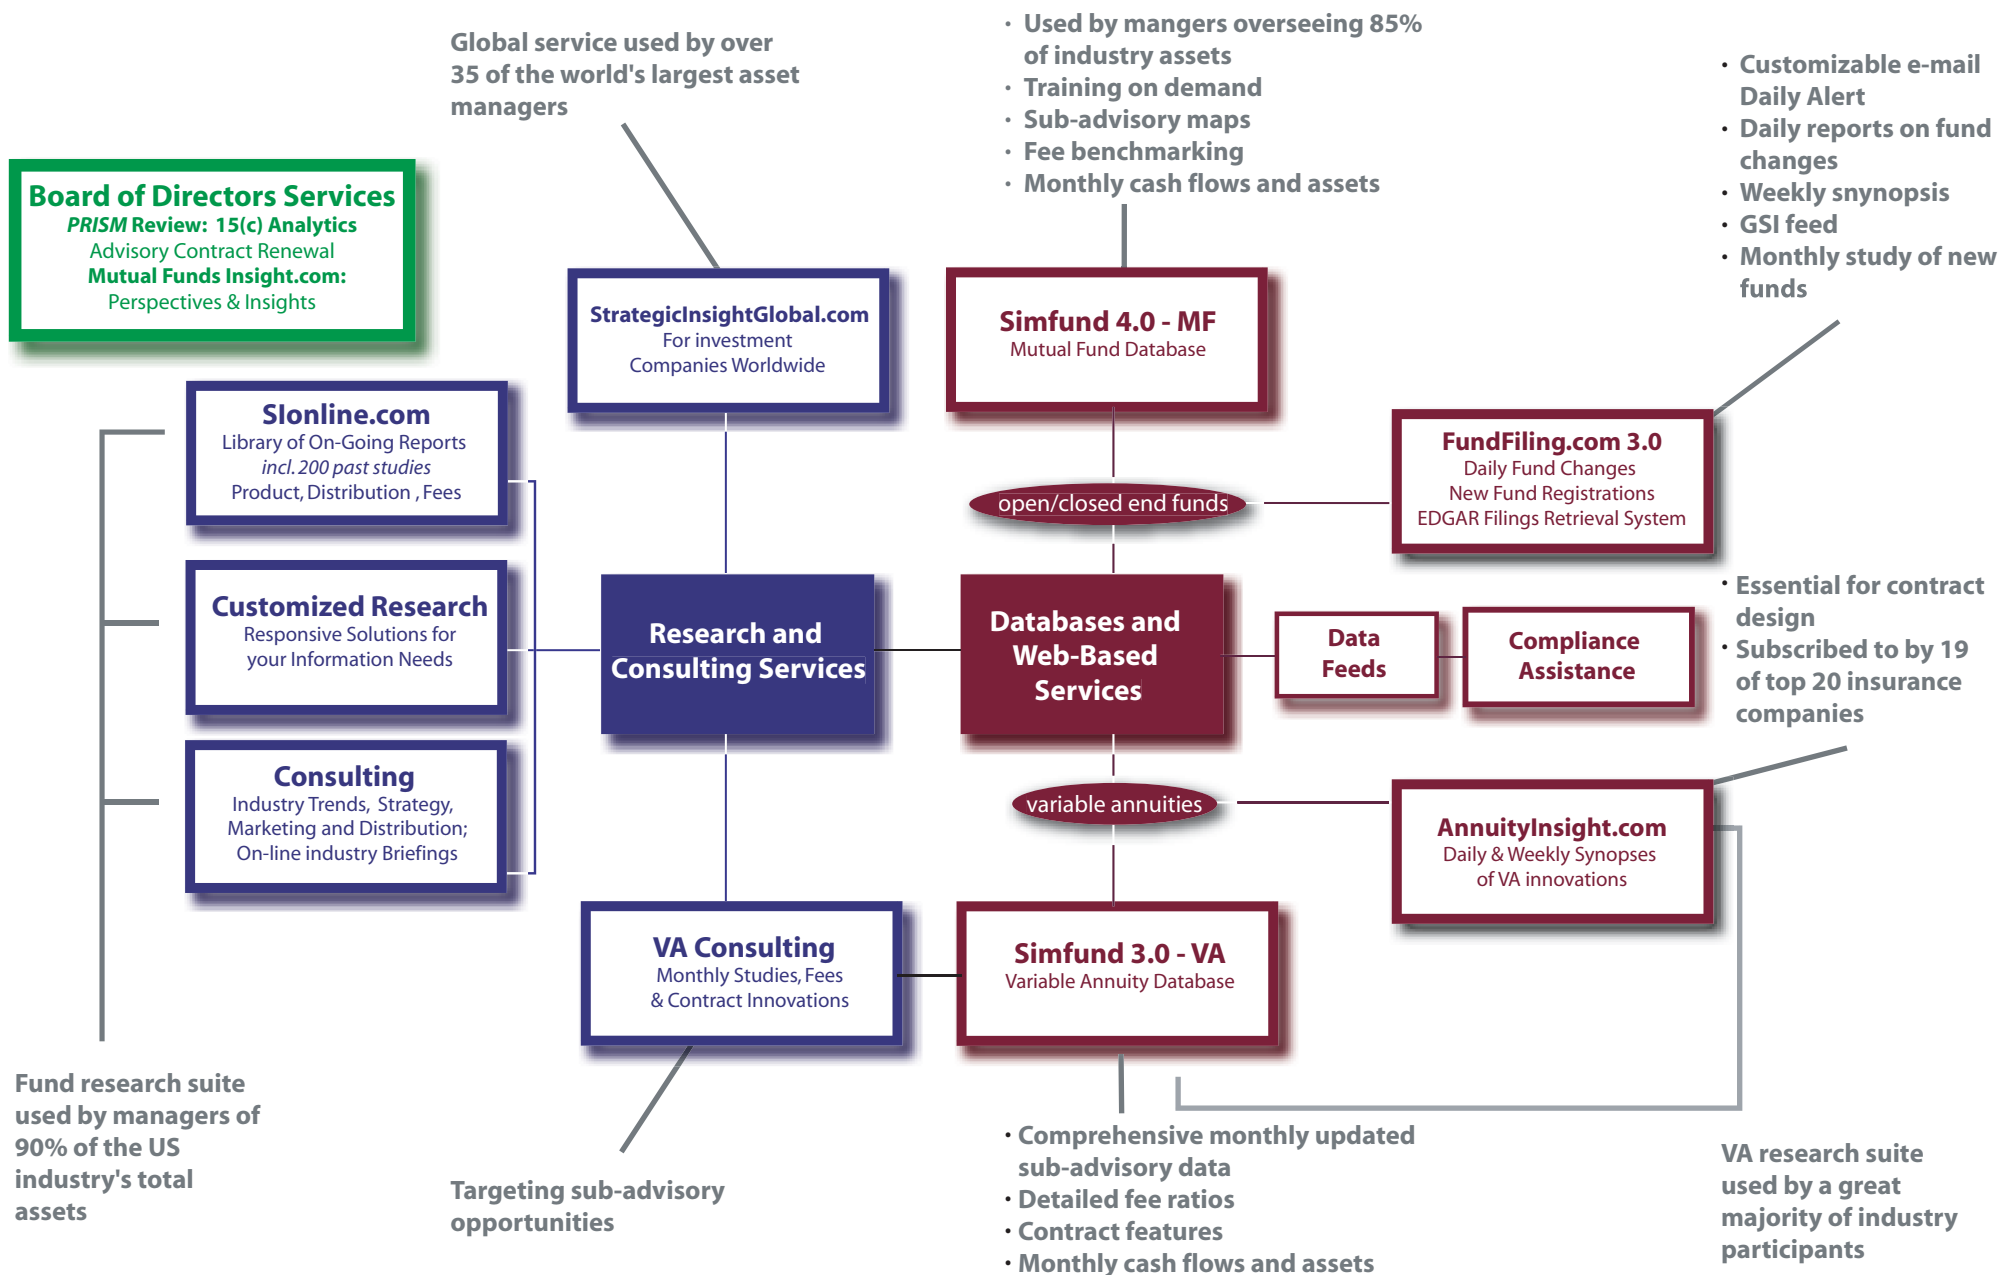 Global service used by over
35 of the world's largest asset
managers
· Used by mangers overseeing 85%
of industry assets
· Training on demand
· Sub-advisory maps
· Fee benchmarking
· Monthly cash flows and assets
· Customizable e-mail
Daily Alert
· Daily reports on fund
changes
· Weekly snynopsis
· GSI feed
· Monthly study of new
funds
Board of Directors Services
PRISM Review: 15(c) Analytics
Advisory Contract Renewal
Mutual Funds Insight.com:
Perspectives & Insights
StrategicInsightGlobal.com
For investment
Companies Worldwide
Simfund 4.0 - MF
Mutual Fund Database
SIonline.com
Library of On-Going Reports
incl. 200 past studies
Product, Distribution , Fees
open/closed end funds
FundFiling.com 3.0
Daily Fund Changes
New Fund Registrations
EDGAR Filings Retrieval System
Customized Research
Responsive Solutions for
your Information Needs
Research and
Consulting Services
Databases and
Web-Based
Services
Data
Feeds
Compliance
Assistance
· Essential for contract
design
· Subscribed to by 19
of top 20 insurance
companies
Consulting
Industry Trends, Strategy,
Marketing and Distribution;
On-line industry Briefings
variable annuities
AnnuityInsight.com
Daily & Weekly Synopses
of VA innovations
VA Consulting
Monthly Studies, Fees
& Contract Innovations
Simfund 3.0 - VA
Variable Annuity Database
Fund research suite
used by managers of
90% of the US
industry's total
assets
Targeting sub-advisory
opportunities
· Comprehensive monthly updated
sub-advisory data
· Detailed fee ratios
· Contract features
· Monthly cash flows and assets
VA research suite
used by a great
majority of industry
participants